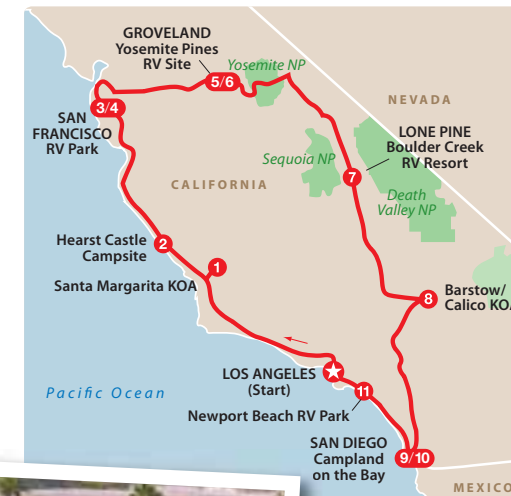 GROVELAND
Yosemite Pines
RV Site
Yosemite NP
5/6
NEVADA
3/4
SAN
FRANCISCO
RV Park
LONE PINE
Boulder Creek
RV Resort
Sequoia NP
7
CALIFORNIA
Death
Valley NP
Hearst Castle
Campsite
2
1
Santa Margarita KOA
8
Barstow/
Calico KOA
LOS ANGELES
(Start)
Pacific Ocean
11
Newport Beach RV Park
SAN DIEGO
Campland
on the Bay
9/10
MEXICO